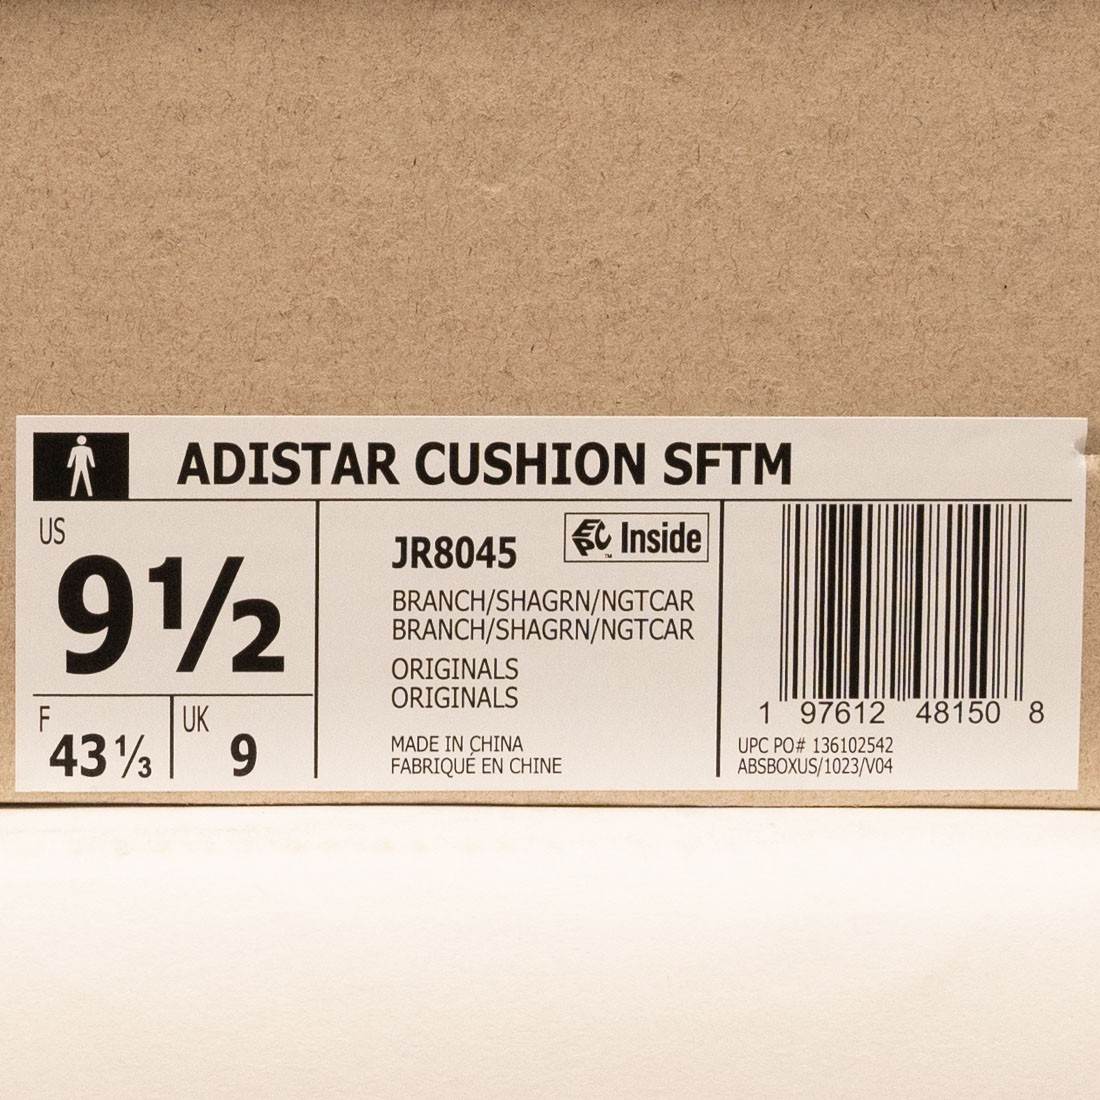 ADISTAR CUSHION SFTM
US
9½
F
43⅓
UK
9
JR8045
EPC™ Inside
BRANCH/SHAGRN/NGTCAR
BRANCH/SHAGRN/NGTCAR
ORIGINALS
ORIGINALS
MADE IN CHINA
FABRIQUÉ EN CHINE
1 97612 48150 8
UPC PO# 136102542
ABSBOXUS/1023/V04